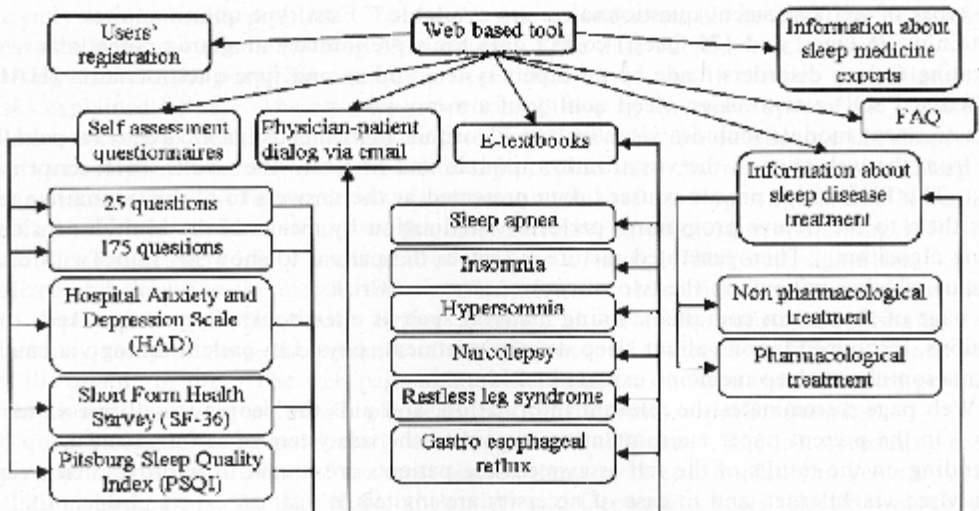 Web based tool
Users'
registration
Information about
sleep medicine
experts
FAQ
Self assessment
questionnaires
Physician-patient
dialog via email
E-textbooks
Information about
sleep disease
treatment
25 questions
175 questions
Hospital Anxiety and
Depression Scale
(HAD)
Short Form Health
Survey (SF-36)
Pitsburg Sleep Quality
Index (PSQI)
Sleep apnea
Insomnia
Hypersomnia
Narcolepsy
Restless leg syndrome
Gastro esophageal
reflux
Non pharmacological
treatment
Pharmacological
treatment